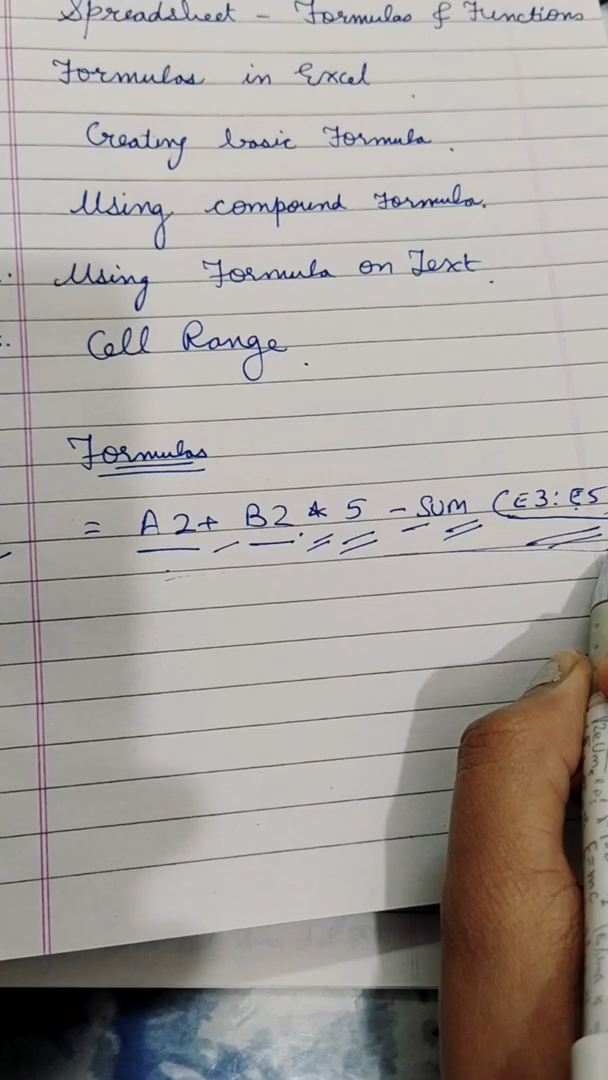 Spreadsheet - Formulas & Functions
Formulas in Excel
Creating basic Formula.
Using compound Formula.
Using Formula on Text.
Cell Range.
Formulas
= A2+ B2 * 5 - SUM (E3:E5
E=mc²